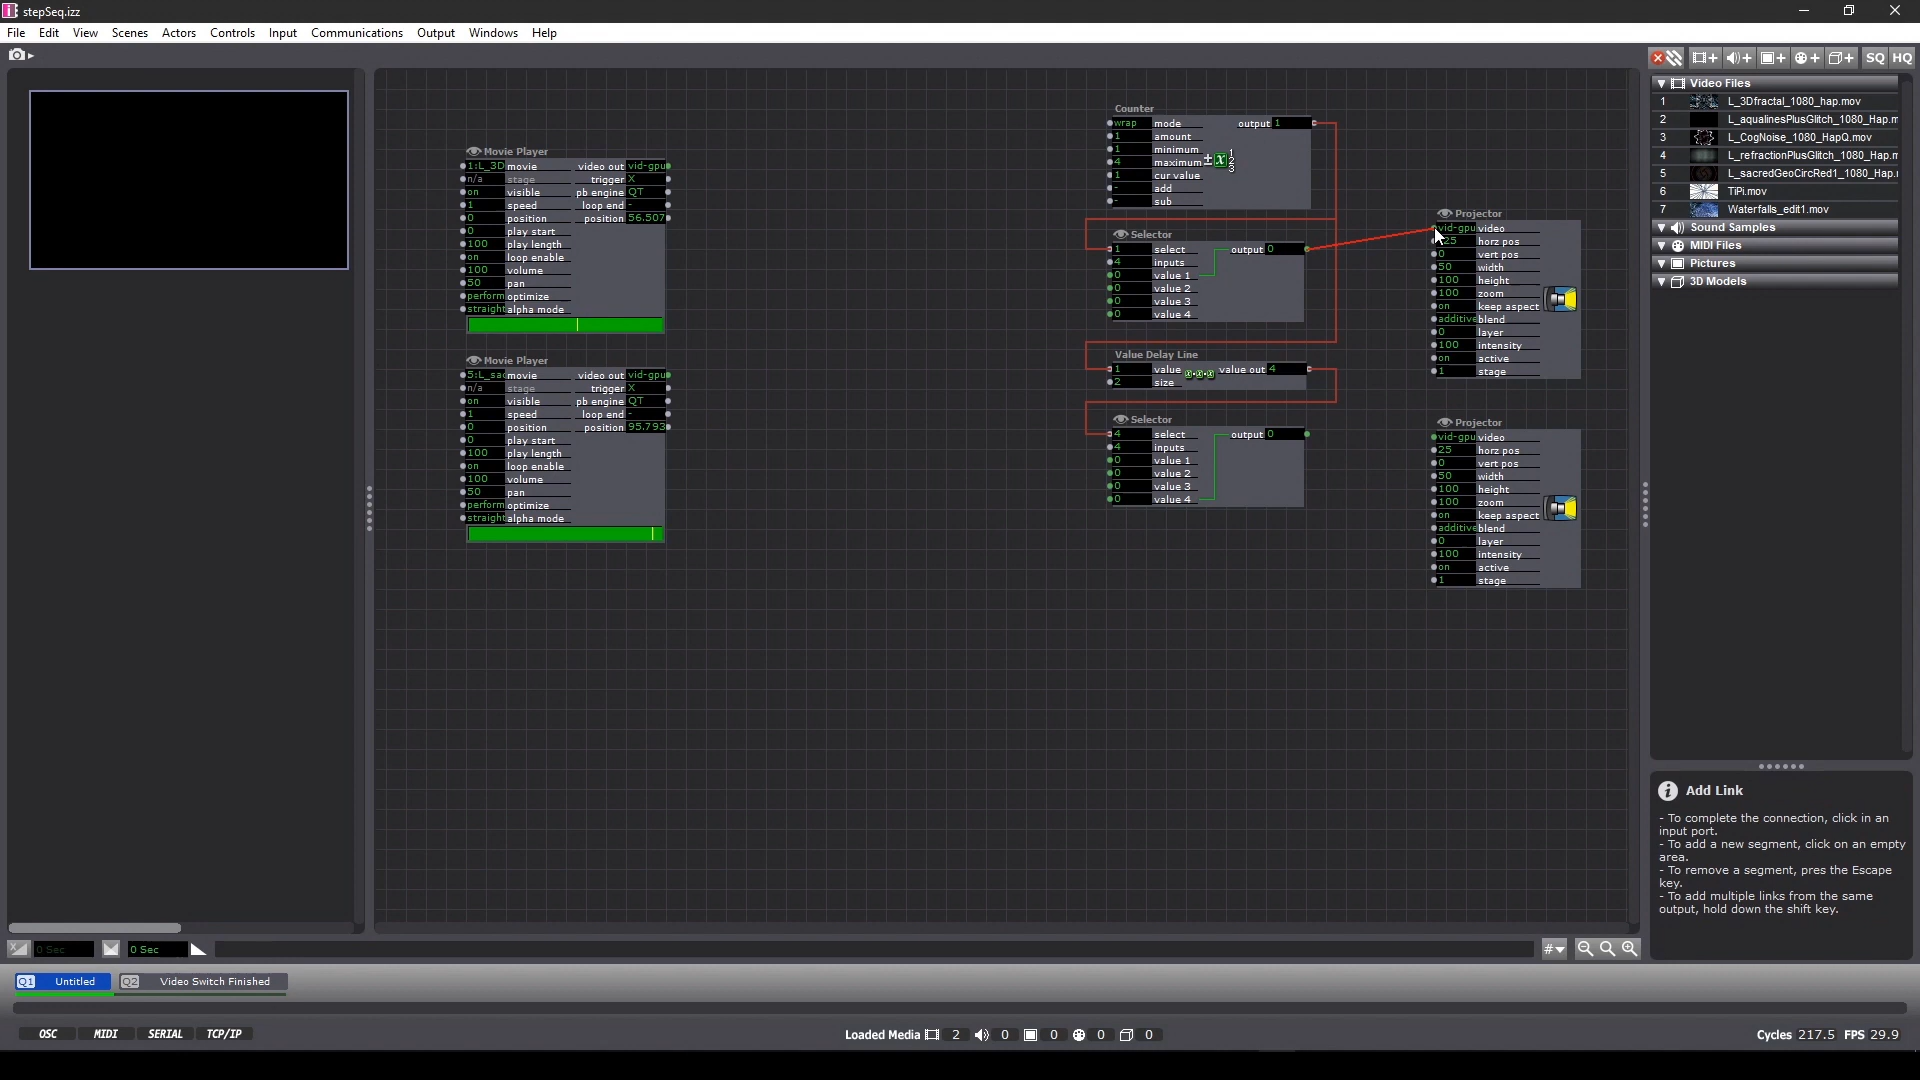 stepSeq.izz
File Edit View Scenes Actors Controls Input Communications Output Windows Help
SQ HQ
Video Files
1 L_3Dfractal_1080_hap.mov
2 L_aqualinesPlusGlitch_1080_Hap.m
3 L_CogNoise_1080_HapQ.mov
4 L_refractionPlusGlitch_1080_Hap.m
5 L_sacredGeoCircRed1_1080_Hap.
6 TiPi.mov
7 Waterfalls_edit1.mov
Sound Samples
MIDI Files
Pictures
3D Models
Movie Player
1:L_3D movie video out vid-gpu
n/a stage trigger X
on visible pb engine QT
1 speed loop end -
0 position position 56.507
0 play start
100 play length
on loop enable
100 volume
50 pan
perform optimize
straight alpha mode
Movie Player
5:L_sac movie video out vid-gpu
n/a stage trigger X
on visible pb engine QT
1 speed loop end -
0 position position 95.793
0 play start
100 play length
on loop enable
100 volume
50 pan
perform optimize
straight alpha mode
Counter
wrap mode output 1
1 amount
1 minimum
4 maximum ± x 1 2 3
1 cur value
- add
- sub
Selector
1 select output 0
4 inputs
0 value 1
0 value 2
0 value 3
0 value 4
Value Delay Line
1 value x·x·x value out 4
2 size
Selector
4 select output 0
4 inputs
0 value 1
0 value 2
0 value 3
0 value 4
Projector
vid-gpu video
25 horz pos
0 vert pos
50 width
100 height
100 zoom
on keep aspect
additive blend
0 layer
100 intensity
on active
1 stage
Projector
vid-gpu video
25 horz pos
0 vert pos
50 width
100 height
100 zoom
on keep aspect
additive blend
0 layer
100 intensity
on active
1 stage
Add Link
- To complete the connection, click in an
input port.
- To add a new segment, click on an empty
area.
- To remove a segment, pres the Escape
key.
- To add multiple links from the same
output, hold down the shift key.
0 Sec 0 Sec #
Q1 Untitled Q2 Video Switch Finished
OSC MIDI SERIAL TCP/IP Loaded Media 2 0 0 0 0 Cycles 217.5 FPS 29.9